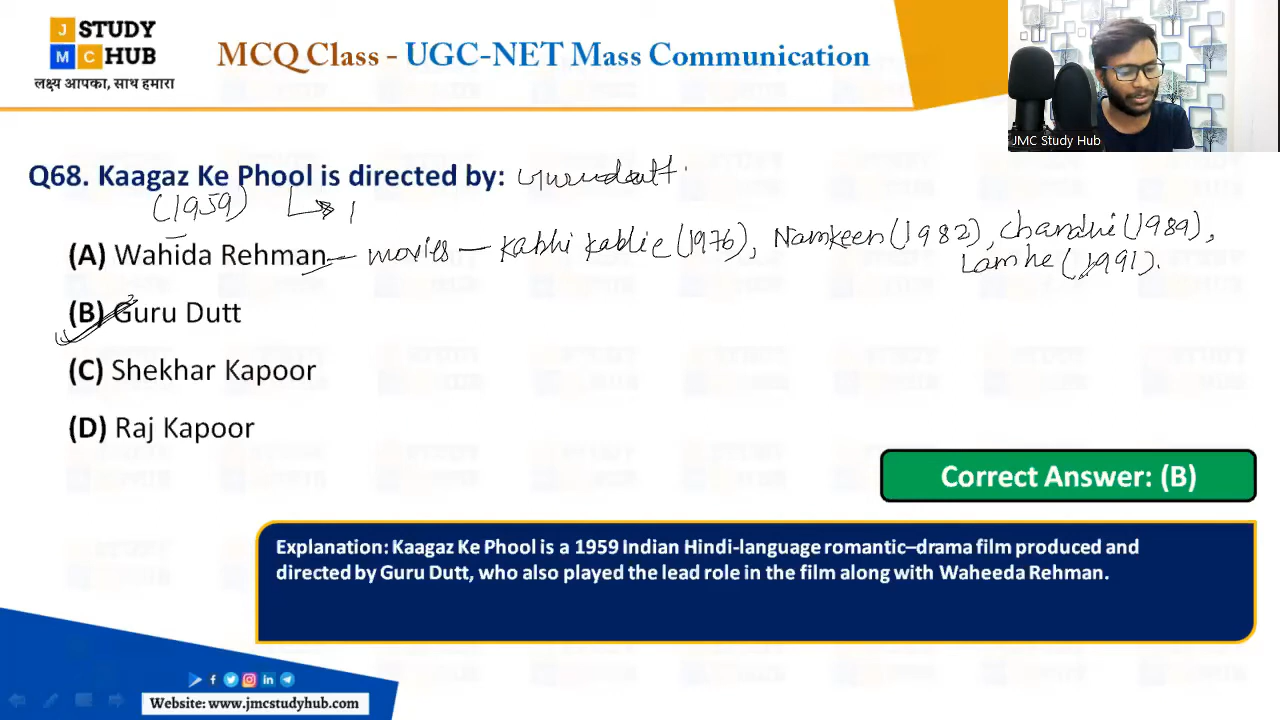 J STUDY
M C HUB
लक्ष्य आपका, साथ हमारा
MCQ Class - UGC-NET Mass Communication
JMC Study Hub
Q68. Kaagaz Ke Phool is directed by: Gurudutt
(1959)
(A) Wahida Rehman - movies - Kabhi Kabhie (1976), Namkeen (1982), Chandni (1989),
Lamhe (1991).
(B) Guru Dutt
(C) Shekhar Kapoor
(D) Raj Kapoor
Correct Answer: (B)
Explanation: Kaagaz Ke Phool is a 1959 Indian Hindi-language romantic–drama film produced and
directed by Guru Dutt, who also played the lead role in the film along with Waheeda Rehman.
Website: www.jmcstudyhub.com